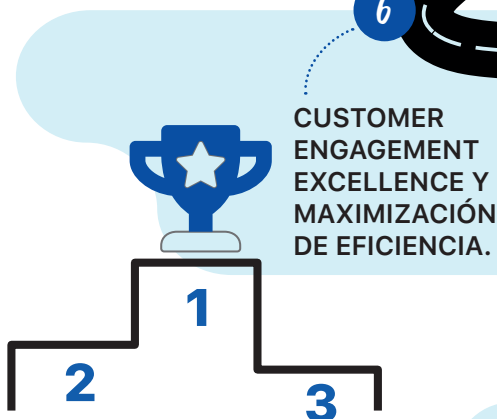 6
CUSTOMER
ENGAGEMENT
EXCELLENCE Y
MAXIMIZACIÓN
DE EFICIENCIA.
1
2
3